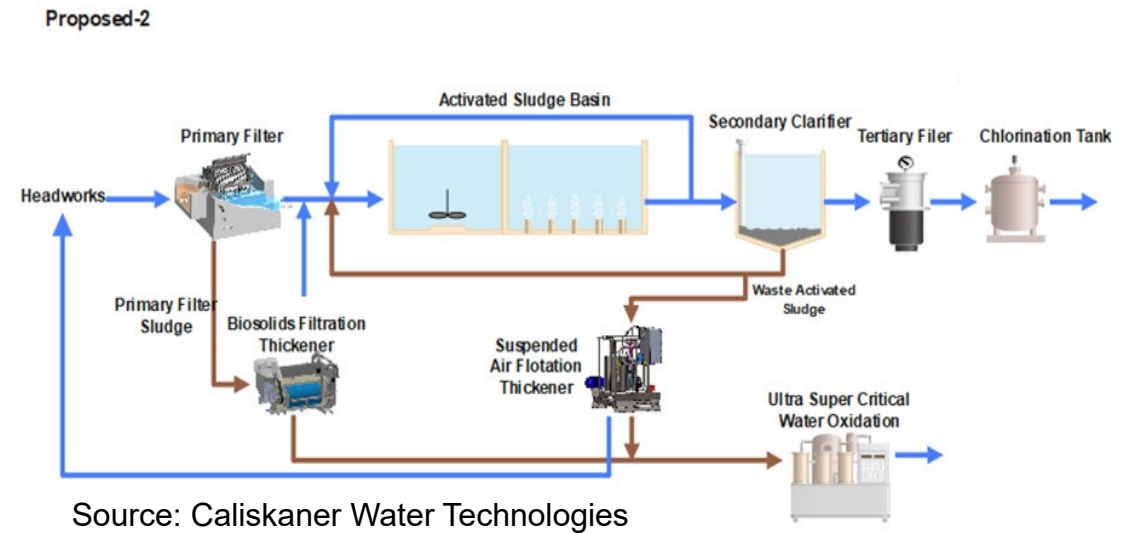 Proposed-2
Activated Sludge Basin
Primary Filter
Secondary Clarifier
Tertiary Filer
Chlorination Tank
Headworks
Waste Activated
Sludge
Primary Filter
Sludge
Biosolids Filtration
Thickener
Suspended
Air Flotation
Thickener
Ultra Super Critical
Water Oxidation
Source: Caliskaner Water Technologies